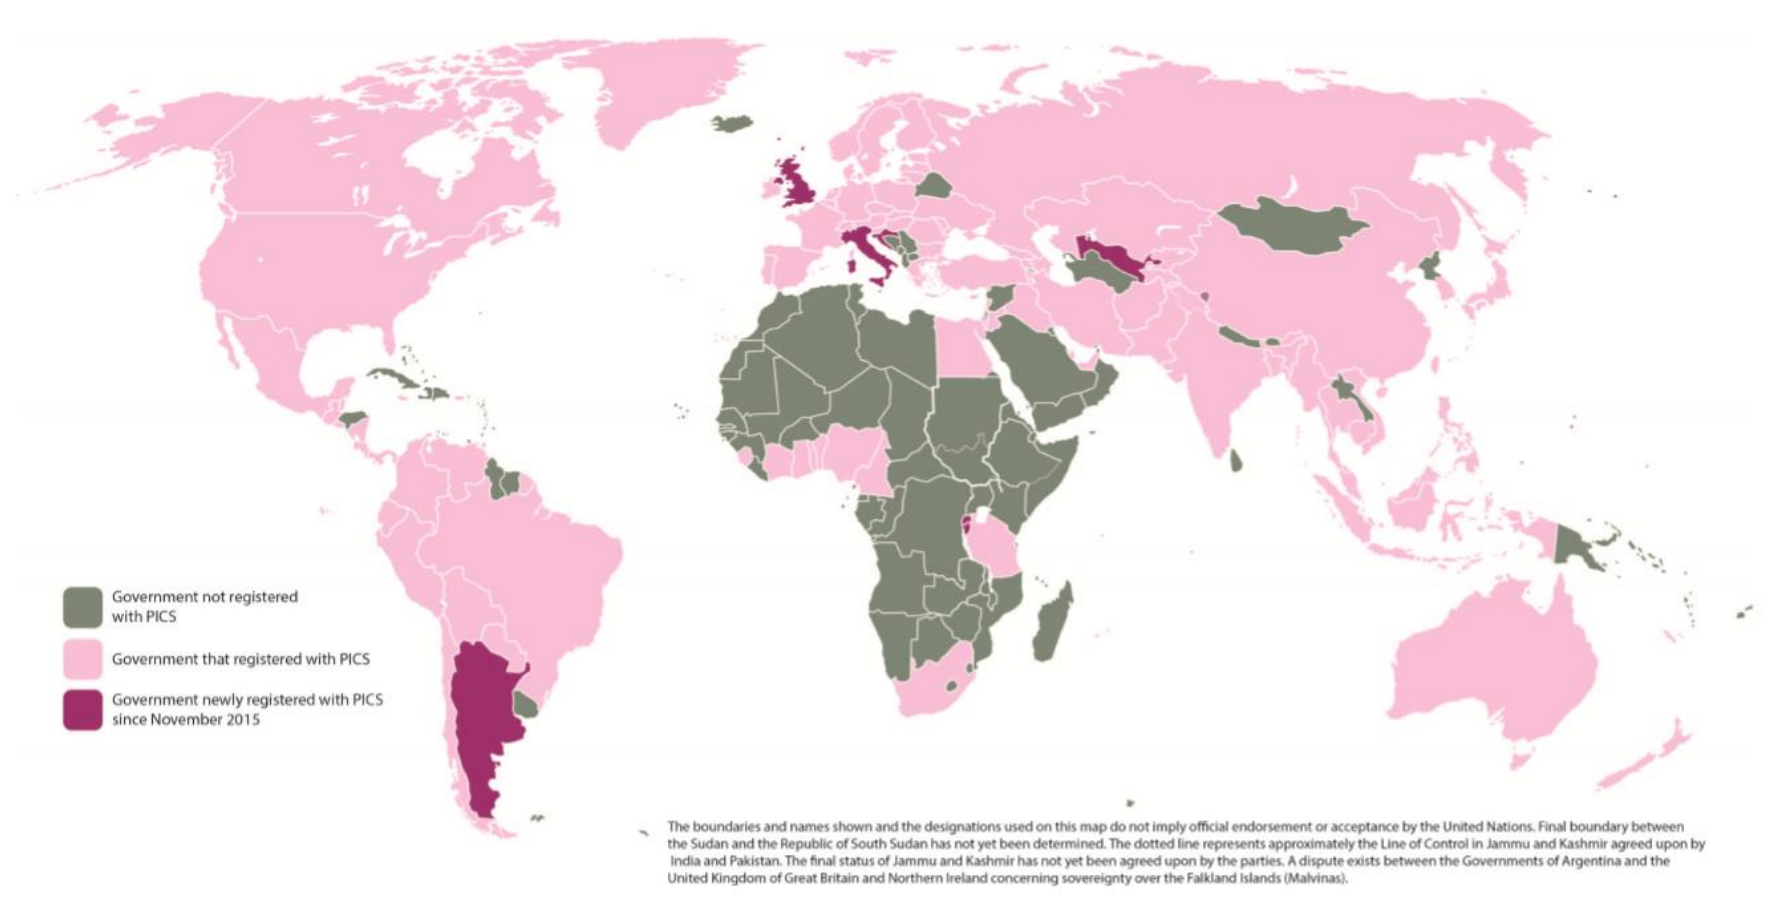 Government not registered
with PICS
Government that registered with PICS
Government newly registered with PICS
since November 2015
The boundaries and names shown and the designations used on this map do not imply official endorsement or acceptance by the United Nations. Final boundary between
the Sudan and the Republic of South Sudan has not yet been determined. The dotted line represents approximately the Line of Control in Jammu and Kashmir agreed upon by
India and Pakistan. The final status of Jammu and Kashmir has not yet been agreed upon by the parties. A dispute exists between the Governments of Argentina and the
United Kingdom of Great Britain and Northern Ireland concerning sovereignty over the Falkland Islands (Malvinas).